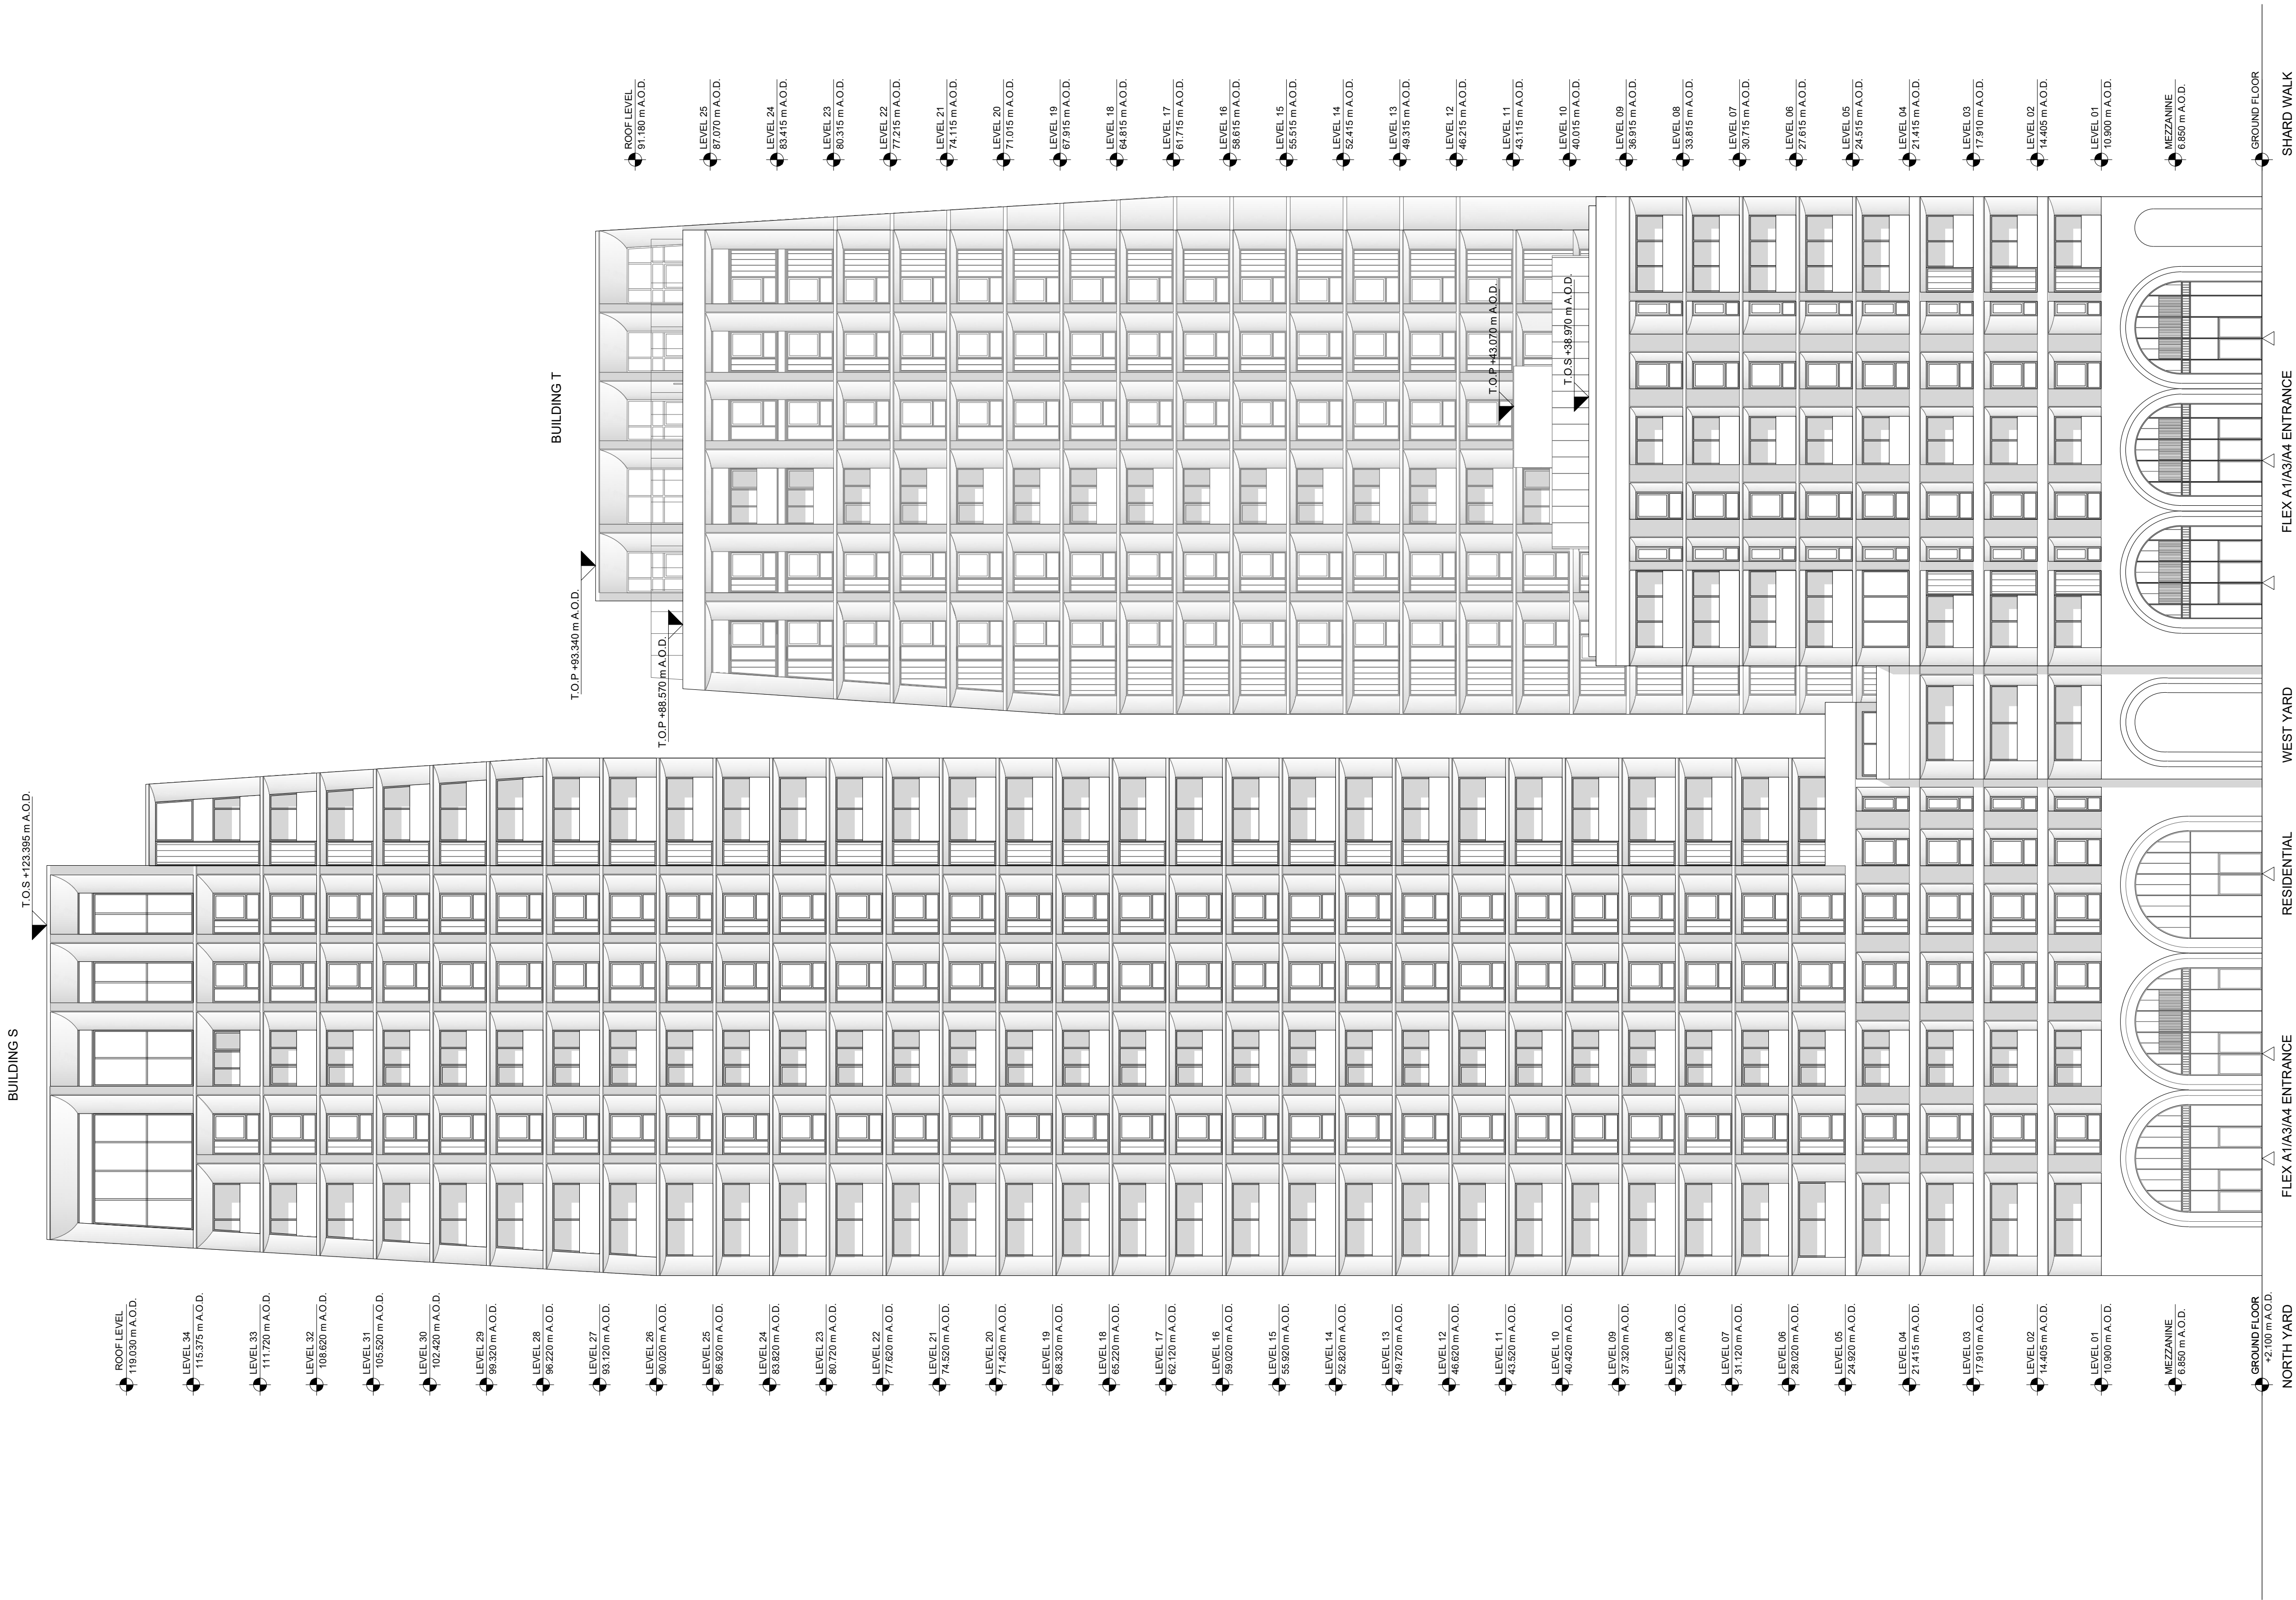 BUILDING S
T.O.S +123.395 m A.O.D.
BUILDING T
T.O.P +93.340 m A.O.D.
T.O.P +88.570 m A.O.D.
T.O.P +43.070 m A.O.D.
T.O.S +38.970 m A.O.D.
ROOF LEVEL
119.030 m A.O.D.
LEVEL 34
115.375 m A.O.D.
LEVEL 33
111.720 m A.O.D.
LEVEL 32
108.620 m A.O.D.
LEVEL 31
105.520 m A.O.D.
LEVEL 30
102.420 m A.O.D.
LEVEL 29
99.320 m A.O.D.
LEVEL 28
96.220 m A.O.D.
LEVEL 27
93.120 m A.O.D.
LEVEL 26
90.020 m A.O.D.
LEVEL 25
86.920 m A.O.D.
LEVEL 24
83.820 m A.O.D.
LEVEL 23
80.720 m A.O.D.
LEVEL 22
77.620 m A.O.D.
LEVEL 21
74.520 m A.O.D.
LEVEL 20
71.420 m A.O.D.
LEVEL 19
68.320 m A.O.D.
LEVEL 18
65.220 m A.O.D.
LEVEL 17
62.120 m A.O.D.
LEVEL 16
59.020 m A.O.D.
LEVEL 15
55.920 m A.O.D.
LEVEL 14
52.820 m A.O.D.
LEVEL 13
49.720 m A.O.D.
LEVEL 12
46.620 m A.O.D.
LEVEL 11
43.520 m A.O.D.
LEVEL 10
40.420 m A.O.D.
LEVEL 09
37.320 m A.O.D.
LEVEL 08
34.220 m A.O.D.
LEVEL 07
31.120 m A.O.D.
LEVEL 06
28.020 m A.O.D.
LEVEL 05
24.920 m A.O.D.
LEVEL 04
21.415 m A.O.D.
LEVEL 03
17.910 m A.O.D.
LEVEL 02
14.405 m A.O.D.
LEVEL 01
10.900 m A.O.D.
MEZZANINE
6.850 m A.O.D.
GROUND FLOOR
+2.100 m A.O.D.
ROOF LEVEL
91.180 m A.O.D.
LEVEL 25
87.070 m A.O.D.
LEVEL 24
83.415 m A.O.D.
LEVEL 23
80.315 m A.O.D.
LEVEL 22
77.215 m A.O.D.
LEVEL 21
74.115 m A.O.D.
LEVEL 20
71.015 m A.O.D.
LEVEL 19
67.915 m A.O.D.
LEVEL 18
64.815 m A.O.D.
LEVEL 17
61.715 m A.O.D.
LEVEL 16
58.615 m A.O.D.
LEVEL 15
55.515 m A.O.D.
LEVEL 14
52.415 m A.O.D.
LEVEL 13
49.315 m A.O.D.
LEVEL 12
46.215 m A.O.D.
LEVEL 11
43.115 m A.O.D.
LEVEL 10
40.015 m A.O.D.
LEVEL 09
36.915 m A.O.D.
LEVEL 08
33.815 m A.O.D.
LEVEL 07
30.715 m A.O.D.
LEVEL 06
27.615 m A.O.D.
LEVEL 05
24.515 m A.O.D.
LEVEL 04
21.415 m A.O.D.
LEVEL 03
17.910 m A.O.D.
LEVEL 02
14.405 m A.O.D.
LEVEL 01
10.900 m A.O.D.
MEZZANINE
6.850 m A.O.D.
GROUND FLOOR
NORTH YARD
FLEX A1/A3/A4 ENTRANCE
RESIDENTIAL
WEST YARD
FLEX A1/A3/A4 ENTRANCE
SHARD WALK